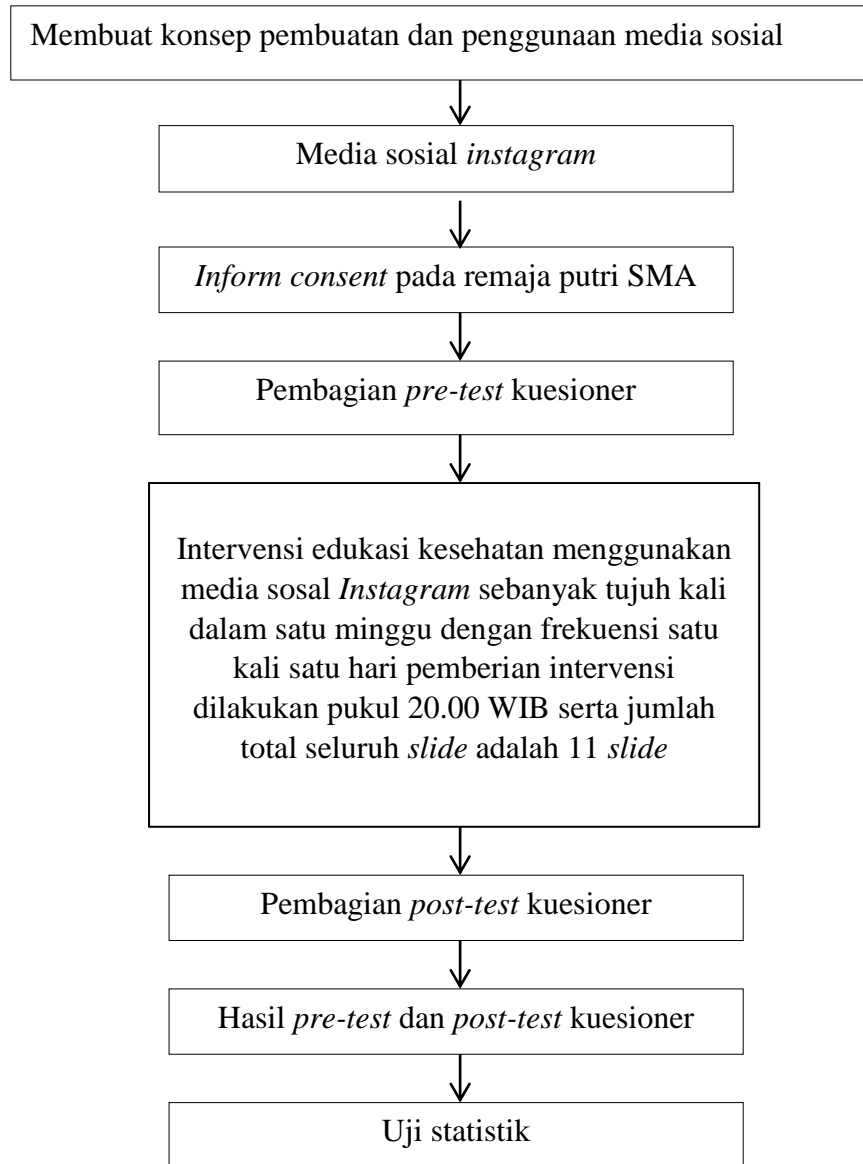 Membuat konsep pembuatan dan penggunaan media sosial
Media sosial instagram
Inform consent pada remaja putri SMA
Pembagian pre-test kuesioner
Intervensi edukasi kesehatan menggunakan
media sosal Instagram sebanyak tujuh kali
dalam satu minggu dengan frekuensi satu
kali satu hari pemberian intervensi
dilakukan pukul 20.00 WIB serta jumlah
total seluruh slide adalah 11 slide
Pembagian post-test kuesioner
Hasil pre-test dan post-test kuesioner
Uji statistik